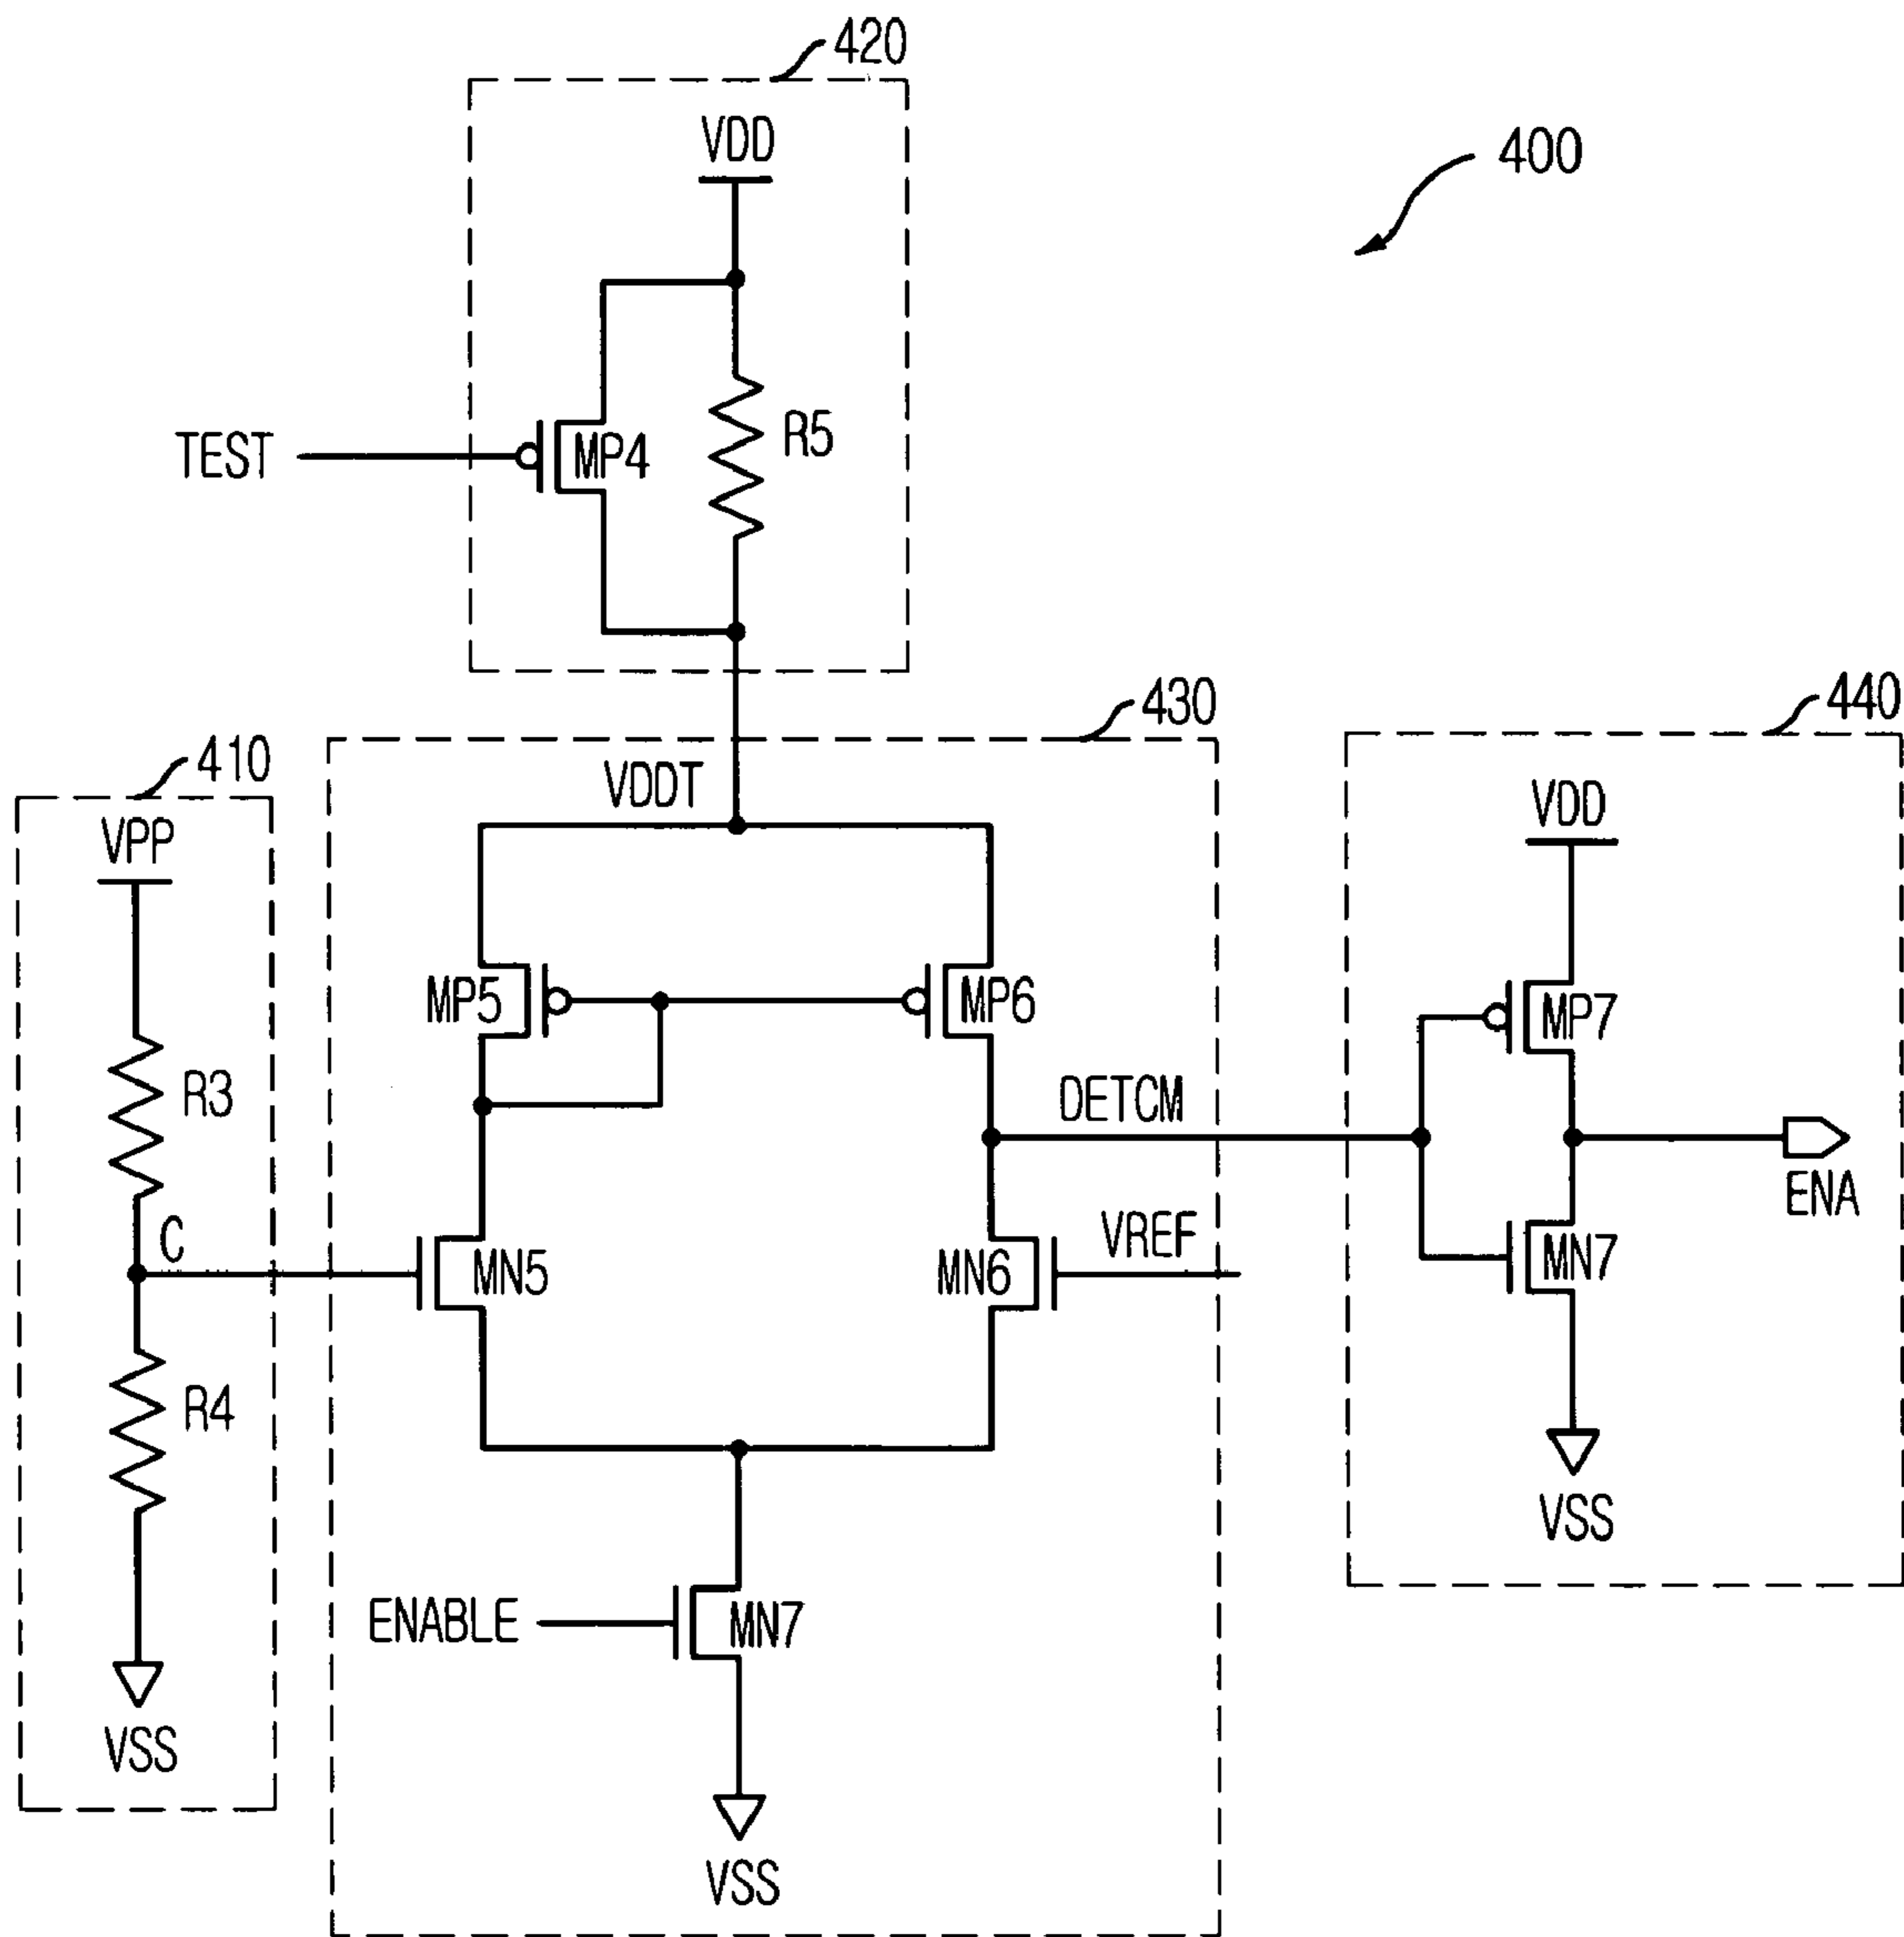 420
VDD
400
TEST
MP4
R5
430
440
410
VDDT
VPP
VDD
MP5
MP6
MP7
R3
DETCM
ENA
C
VREF
MN5
MN6
MN7
R4
VSS
ENABLE
MN7
VSS
VSS